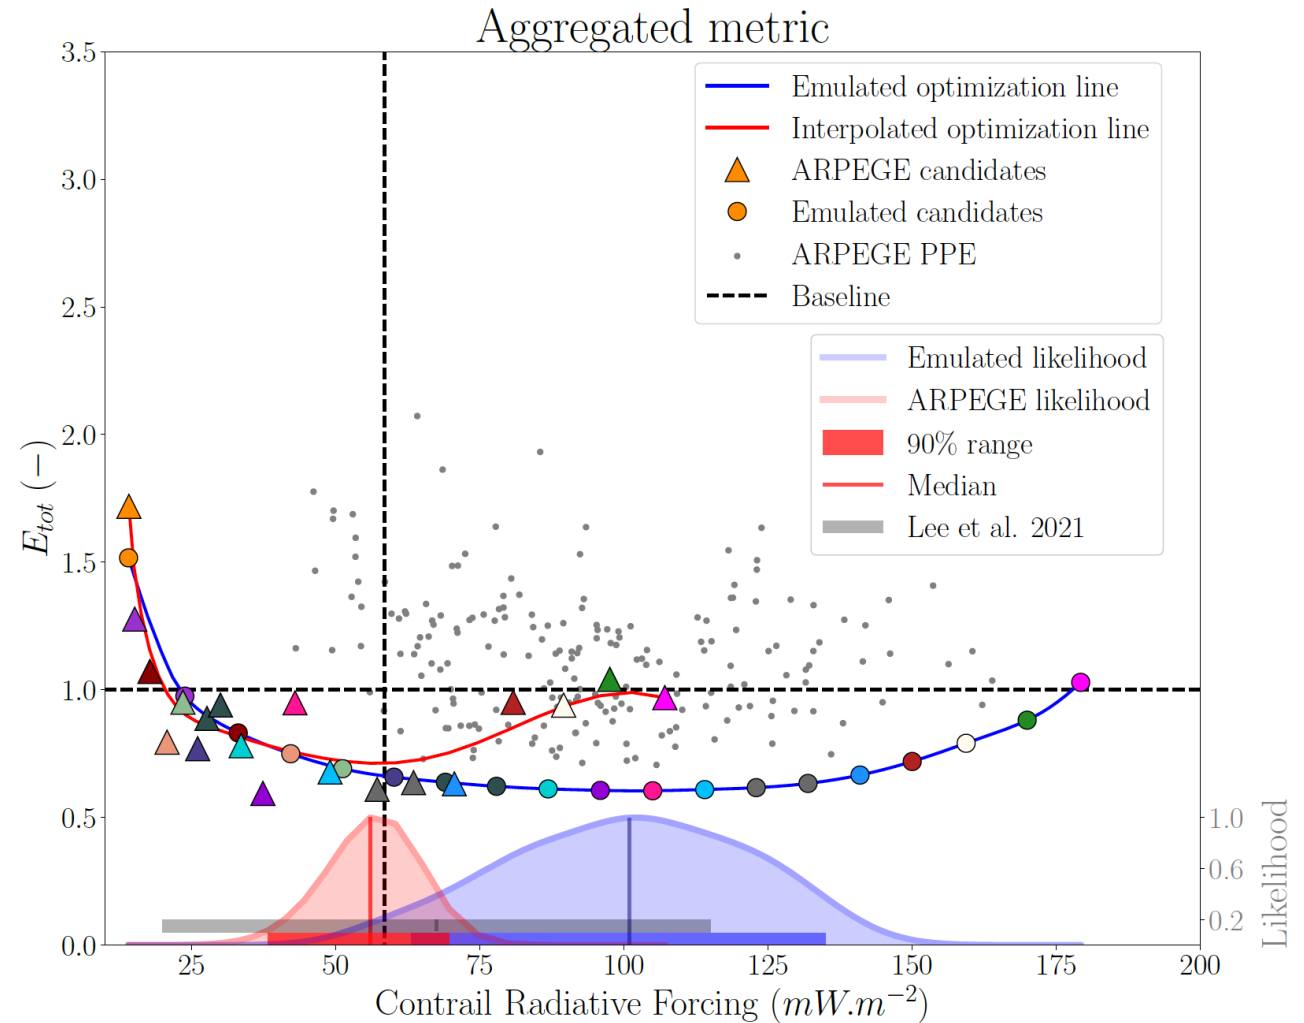 Aggregated metric
3.5
3.0
2.5
2.0
1.5
1.0
0.5
0.0
E_{tot} (−)
Emulated optimization line
Interpolated optimization line
ARPEGE candidates
Emulated candidates
ARPEGE PPE
Baseline
Emulated likelihood
ARPEGE likelihood
90% range
Median
Lee et al. 2021
1.0
0.6
0.2
Likelihood
25 50 75 100 125 150 175 200
Contrail Radiative Forcing (mW.m⁻²)